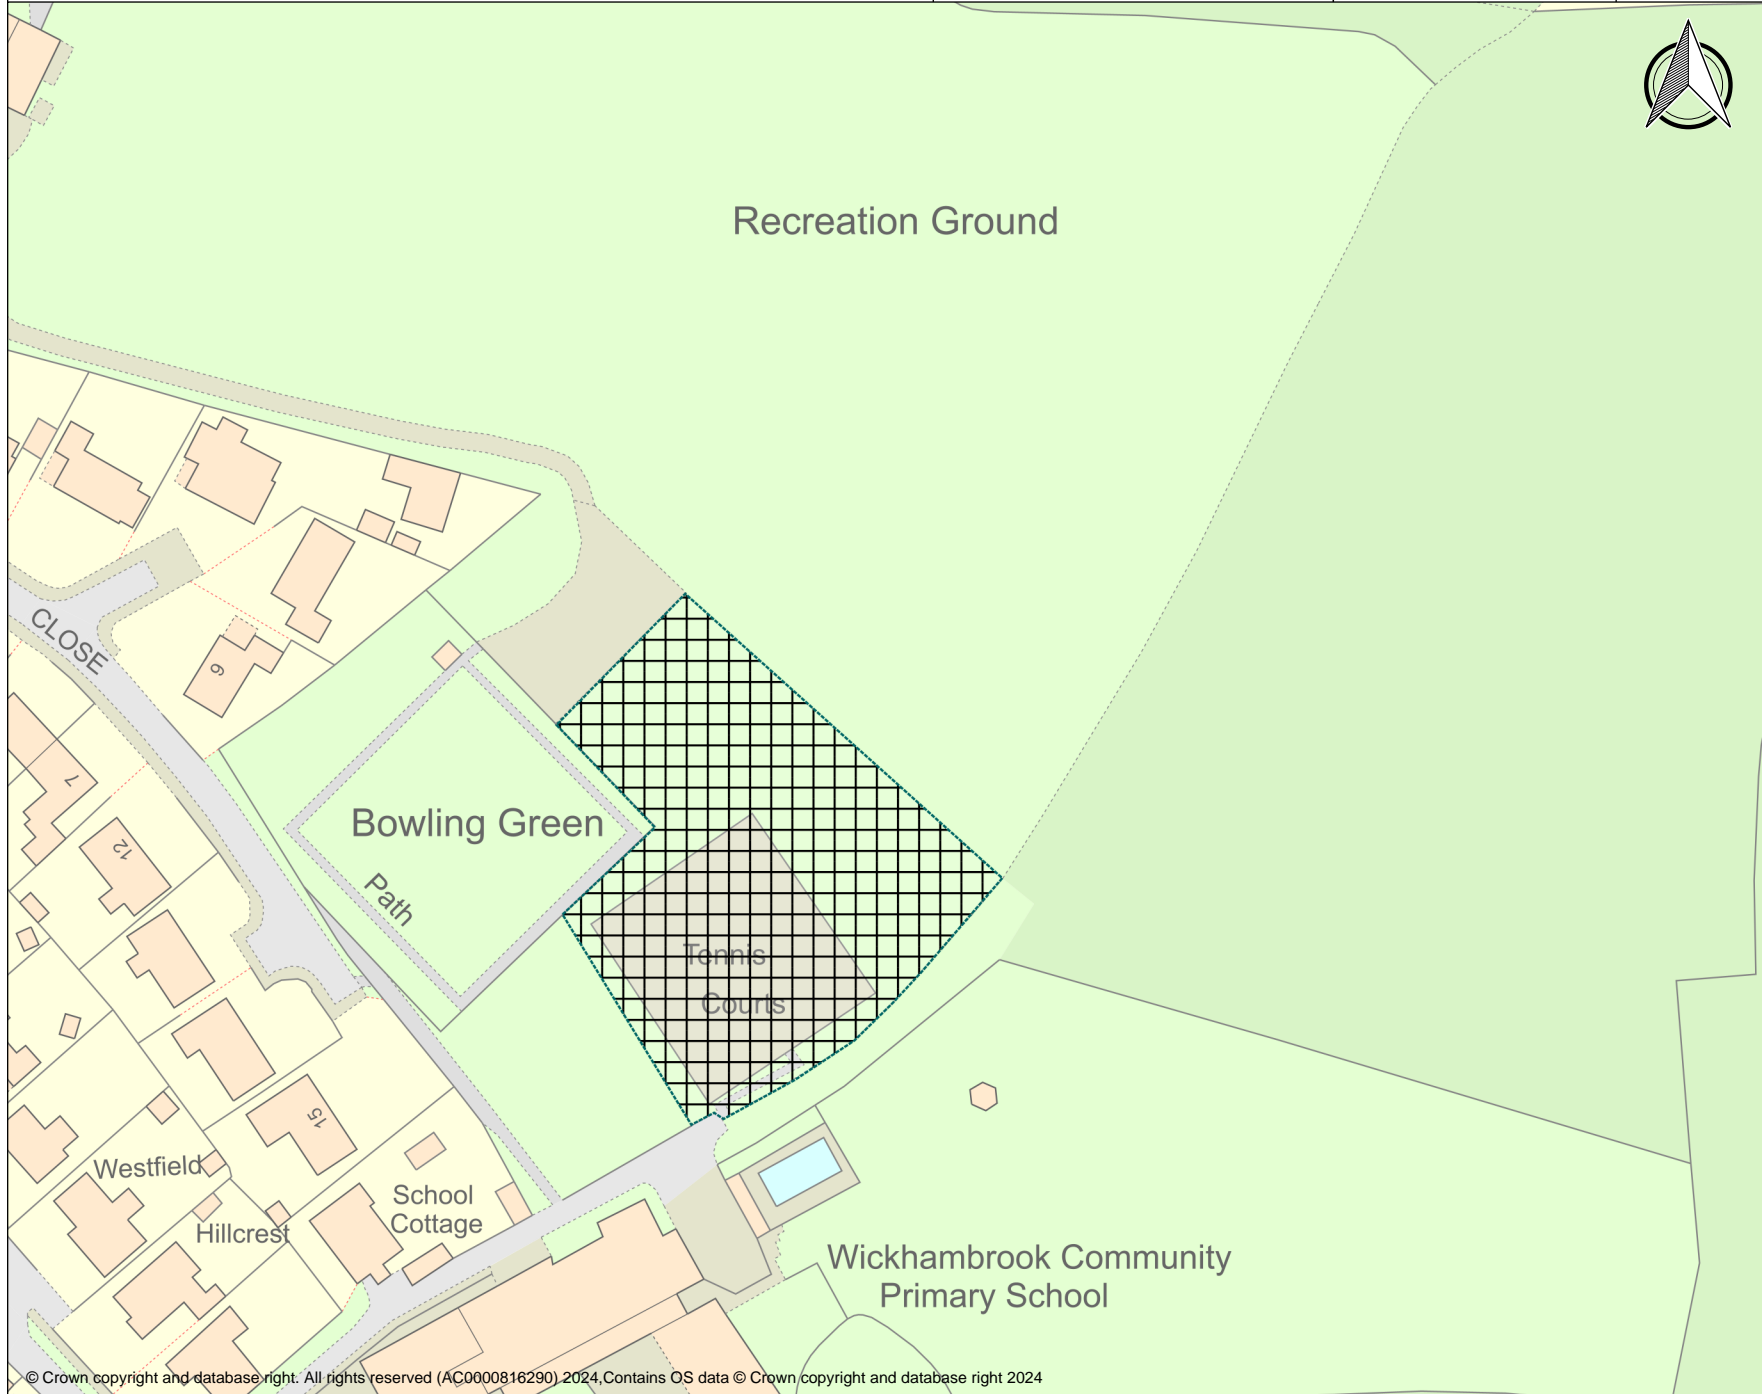 Recreation Ground
CLOSE
6
7
12
Bowling Green
Path
Tennis
Courts
15
Westfield
School
Cottage
Hillcrest
Wickhambrook Community
Primary School
© Crown copyright and database right. All rights reserved (AC0000816290) 2024,Contains OS data © Crown copyright and database right 2024